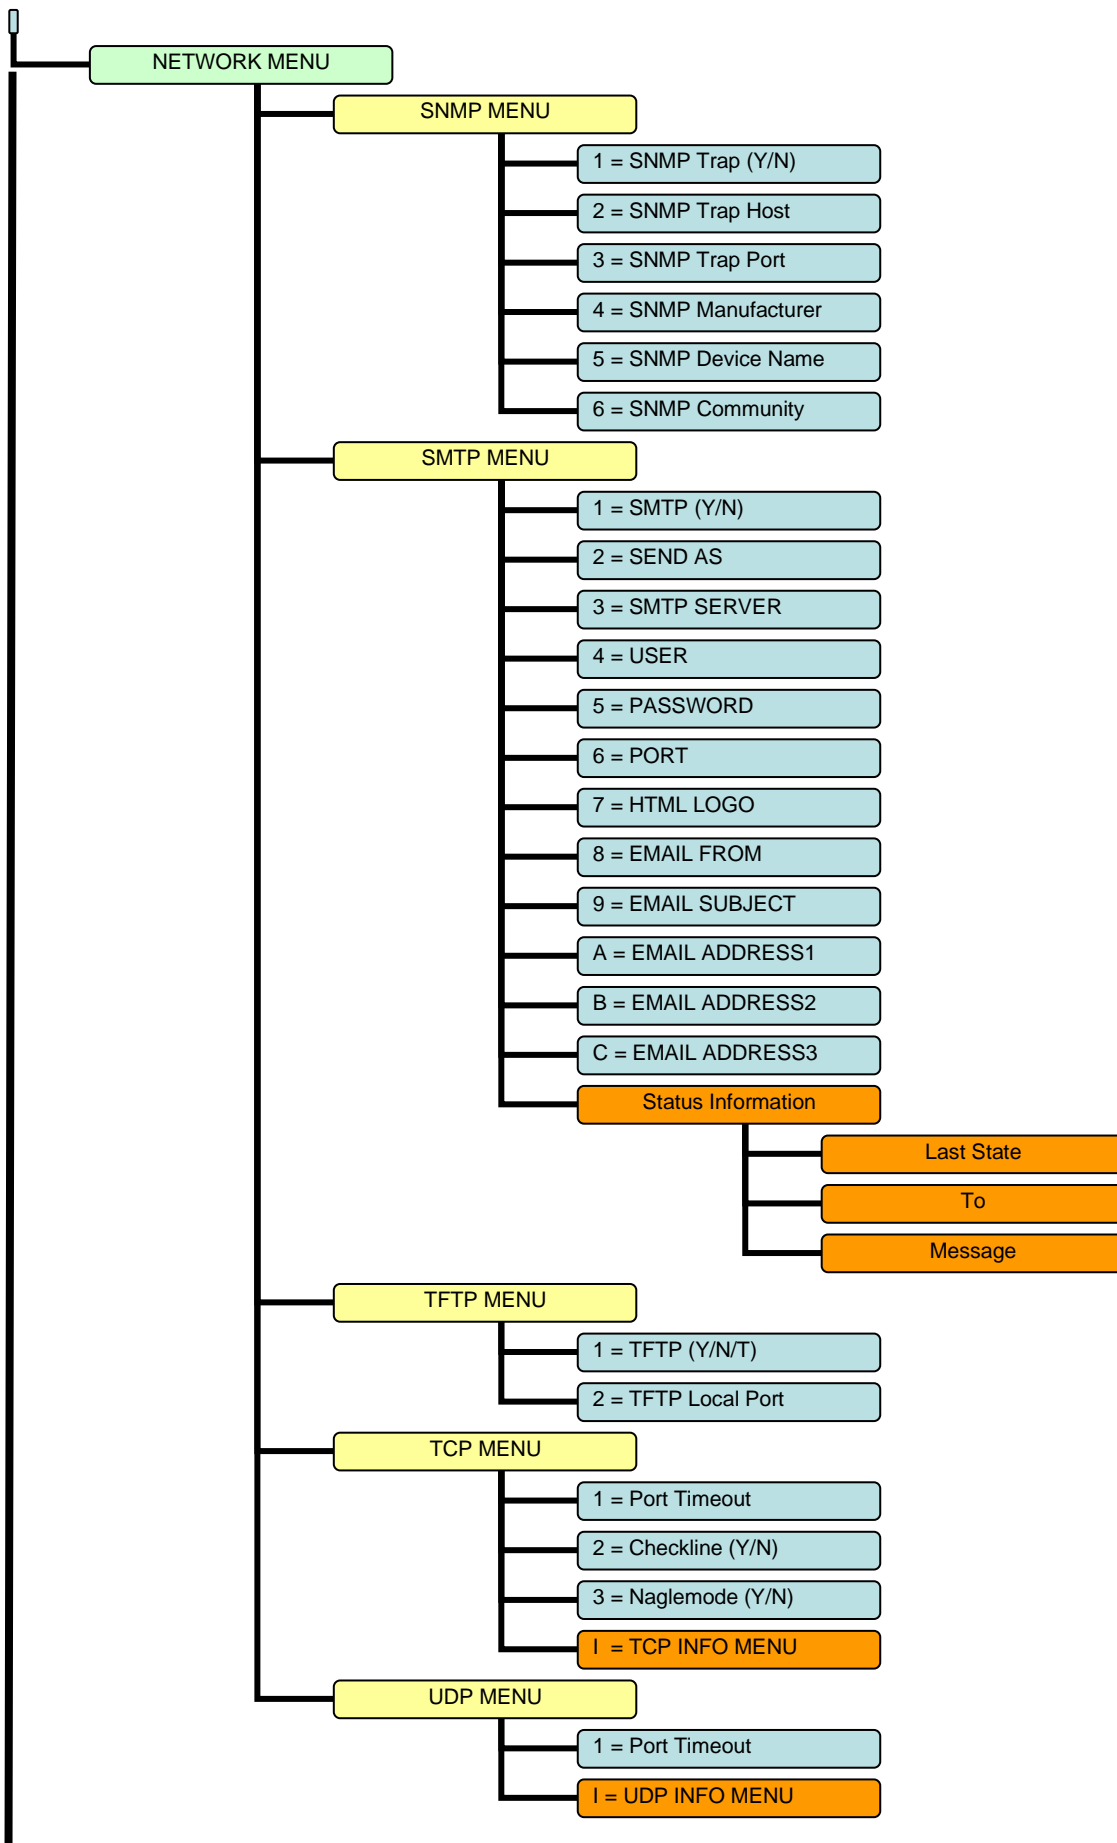 NETWORK MENU
SNMP MENU
1 = SNMP Trap (Y/N)
2 = SNMP Trap Host
3 = SNMP Trap Port
4 = SNMP Manufacturer
5 = SNMP Device Name
6 = SNMP Community
SMTP MENU
1 = SMTP (Y/N)
2 = SEND AS
3 = SMTP SERVER
4 = USER
5 = PASSWORD
6 = PORT
7 = HTML LOGO
8 = EMAIL FROM
9 = EMAIL SUBJECT
A = EMAIL ADDRESS1
B = EMAIL ADDRESS2
C = EMAIL ADDRESS3
Status Information
Last State
To
Message
TFTP MENU
1 = TFTP (Y/N/T)
2 = TFTP Local Port
TCP MENU
1 = Port Timeout
2 = Checkline (Y/N)
3 = Naglemode (Y/N)
I  = TCP INFO MENU
UDP MENU
1 = Port Timeout
I = UDP INFO MENU